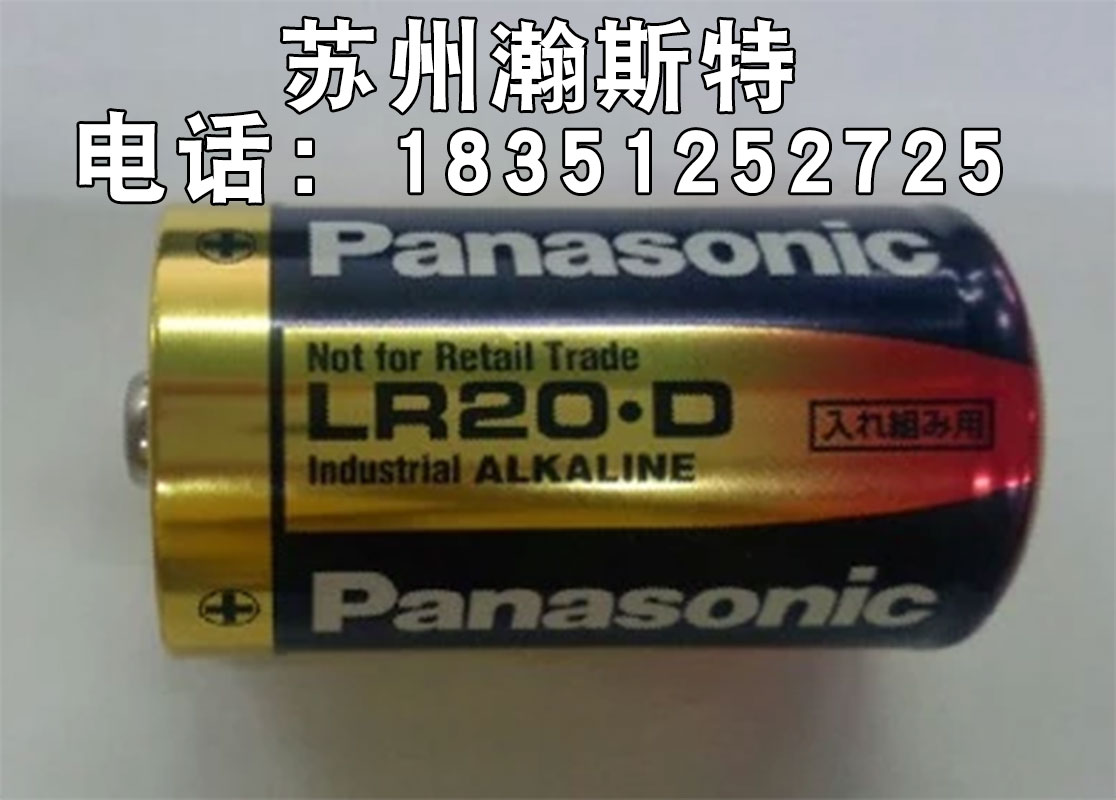 苏州瀚斯特
电话：18351252725
Panasonic
Not for Retail Trade
LR20•D
Industrial ALKALINE
入れ組み用
Panasonic